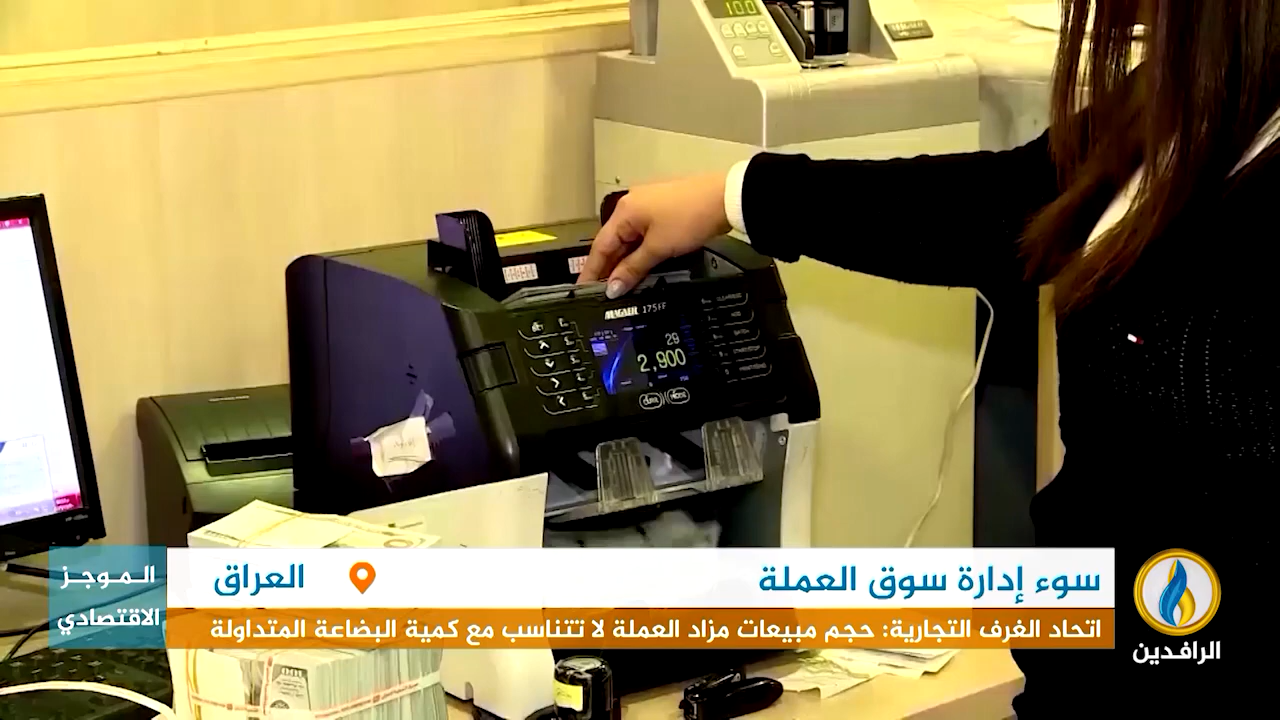 100
MAGNER 175FF
29
2,900
سوء إدارة سوق العملة
العراق
اتحاد الغرف التجارية: حجم مبيعات مزاد العملة لا تتناسب مع كمية البضاعة المتداولة
الموجز
الاقتصادي
الرافدين
100